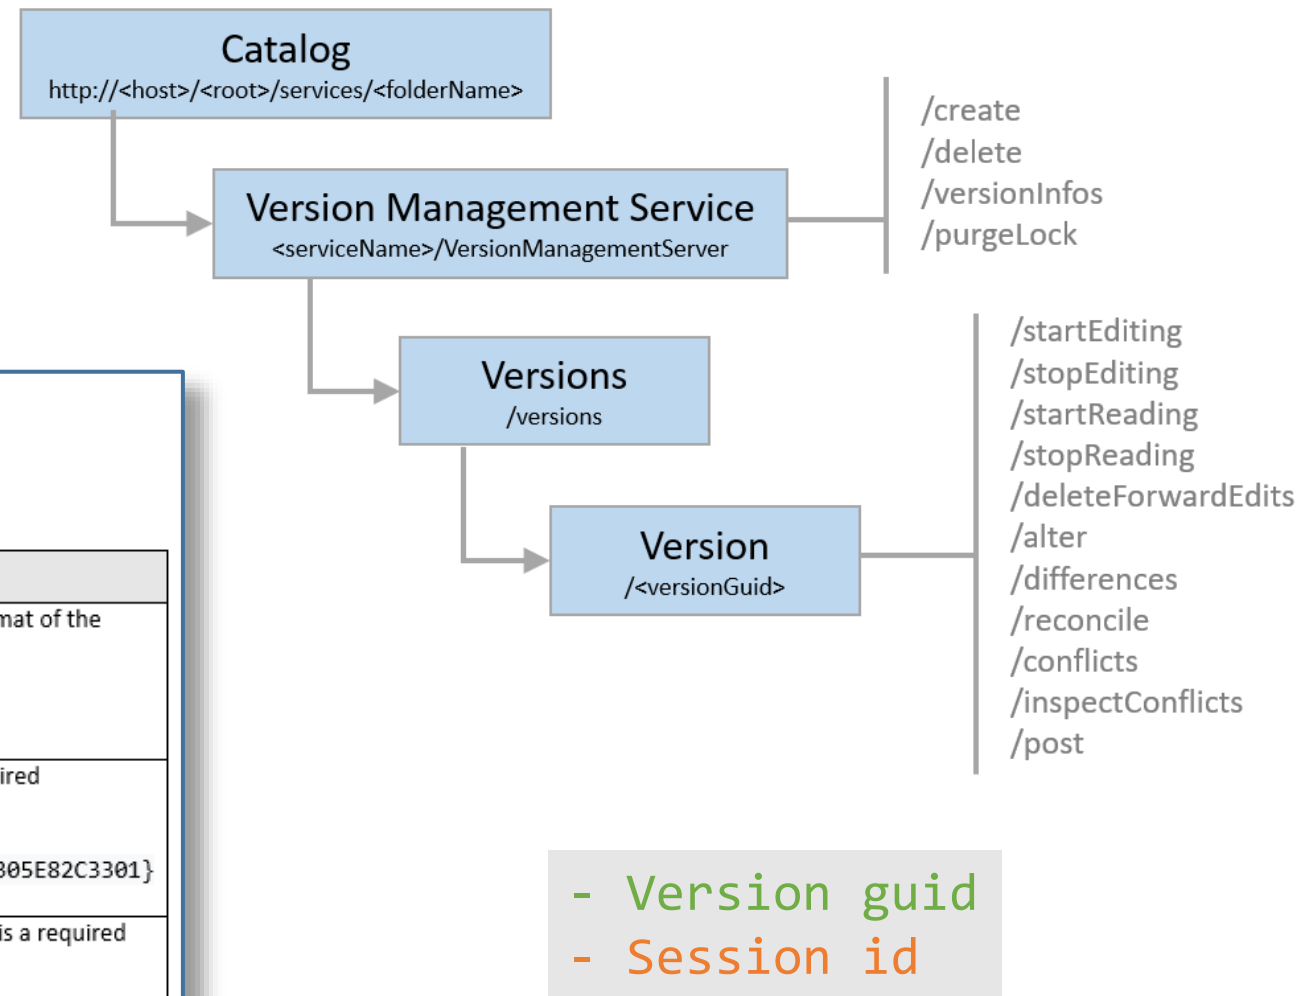 Catalog
http://<host>/<root>/services/<folderName>
Version Management Service
<serviceName>/VersionManagementServer
/create
/delete
/versionInfos
/purgeLock
Versions
/versions
Version
/<versionGuid>
/startEditing
/stopEditing
/startReading
/stopReading
/deleteForwardEdits
/alter
/differences
/reconcile
/conflicts
/inspectConflicts
/post
mat of the
ired
305E82C3301}
is a required
- Version guid
- Session id